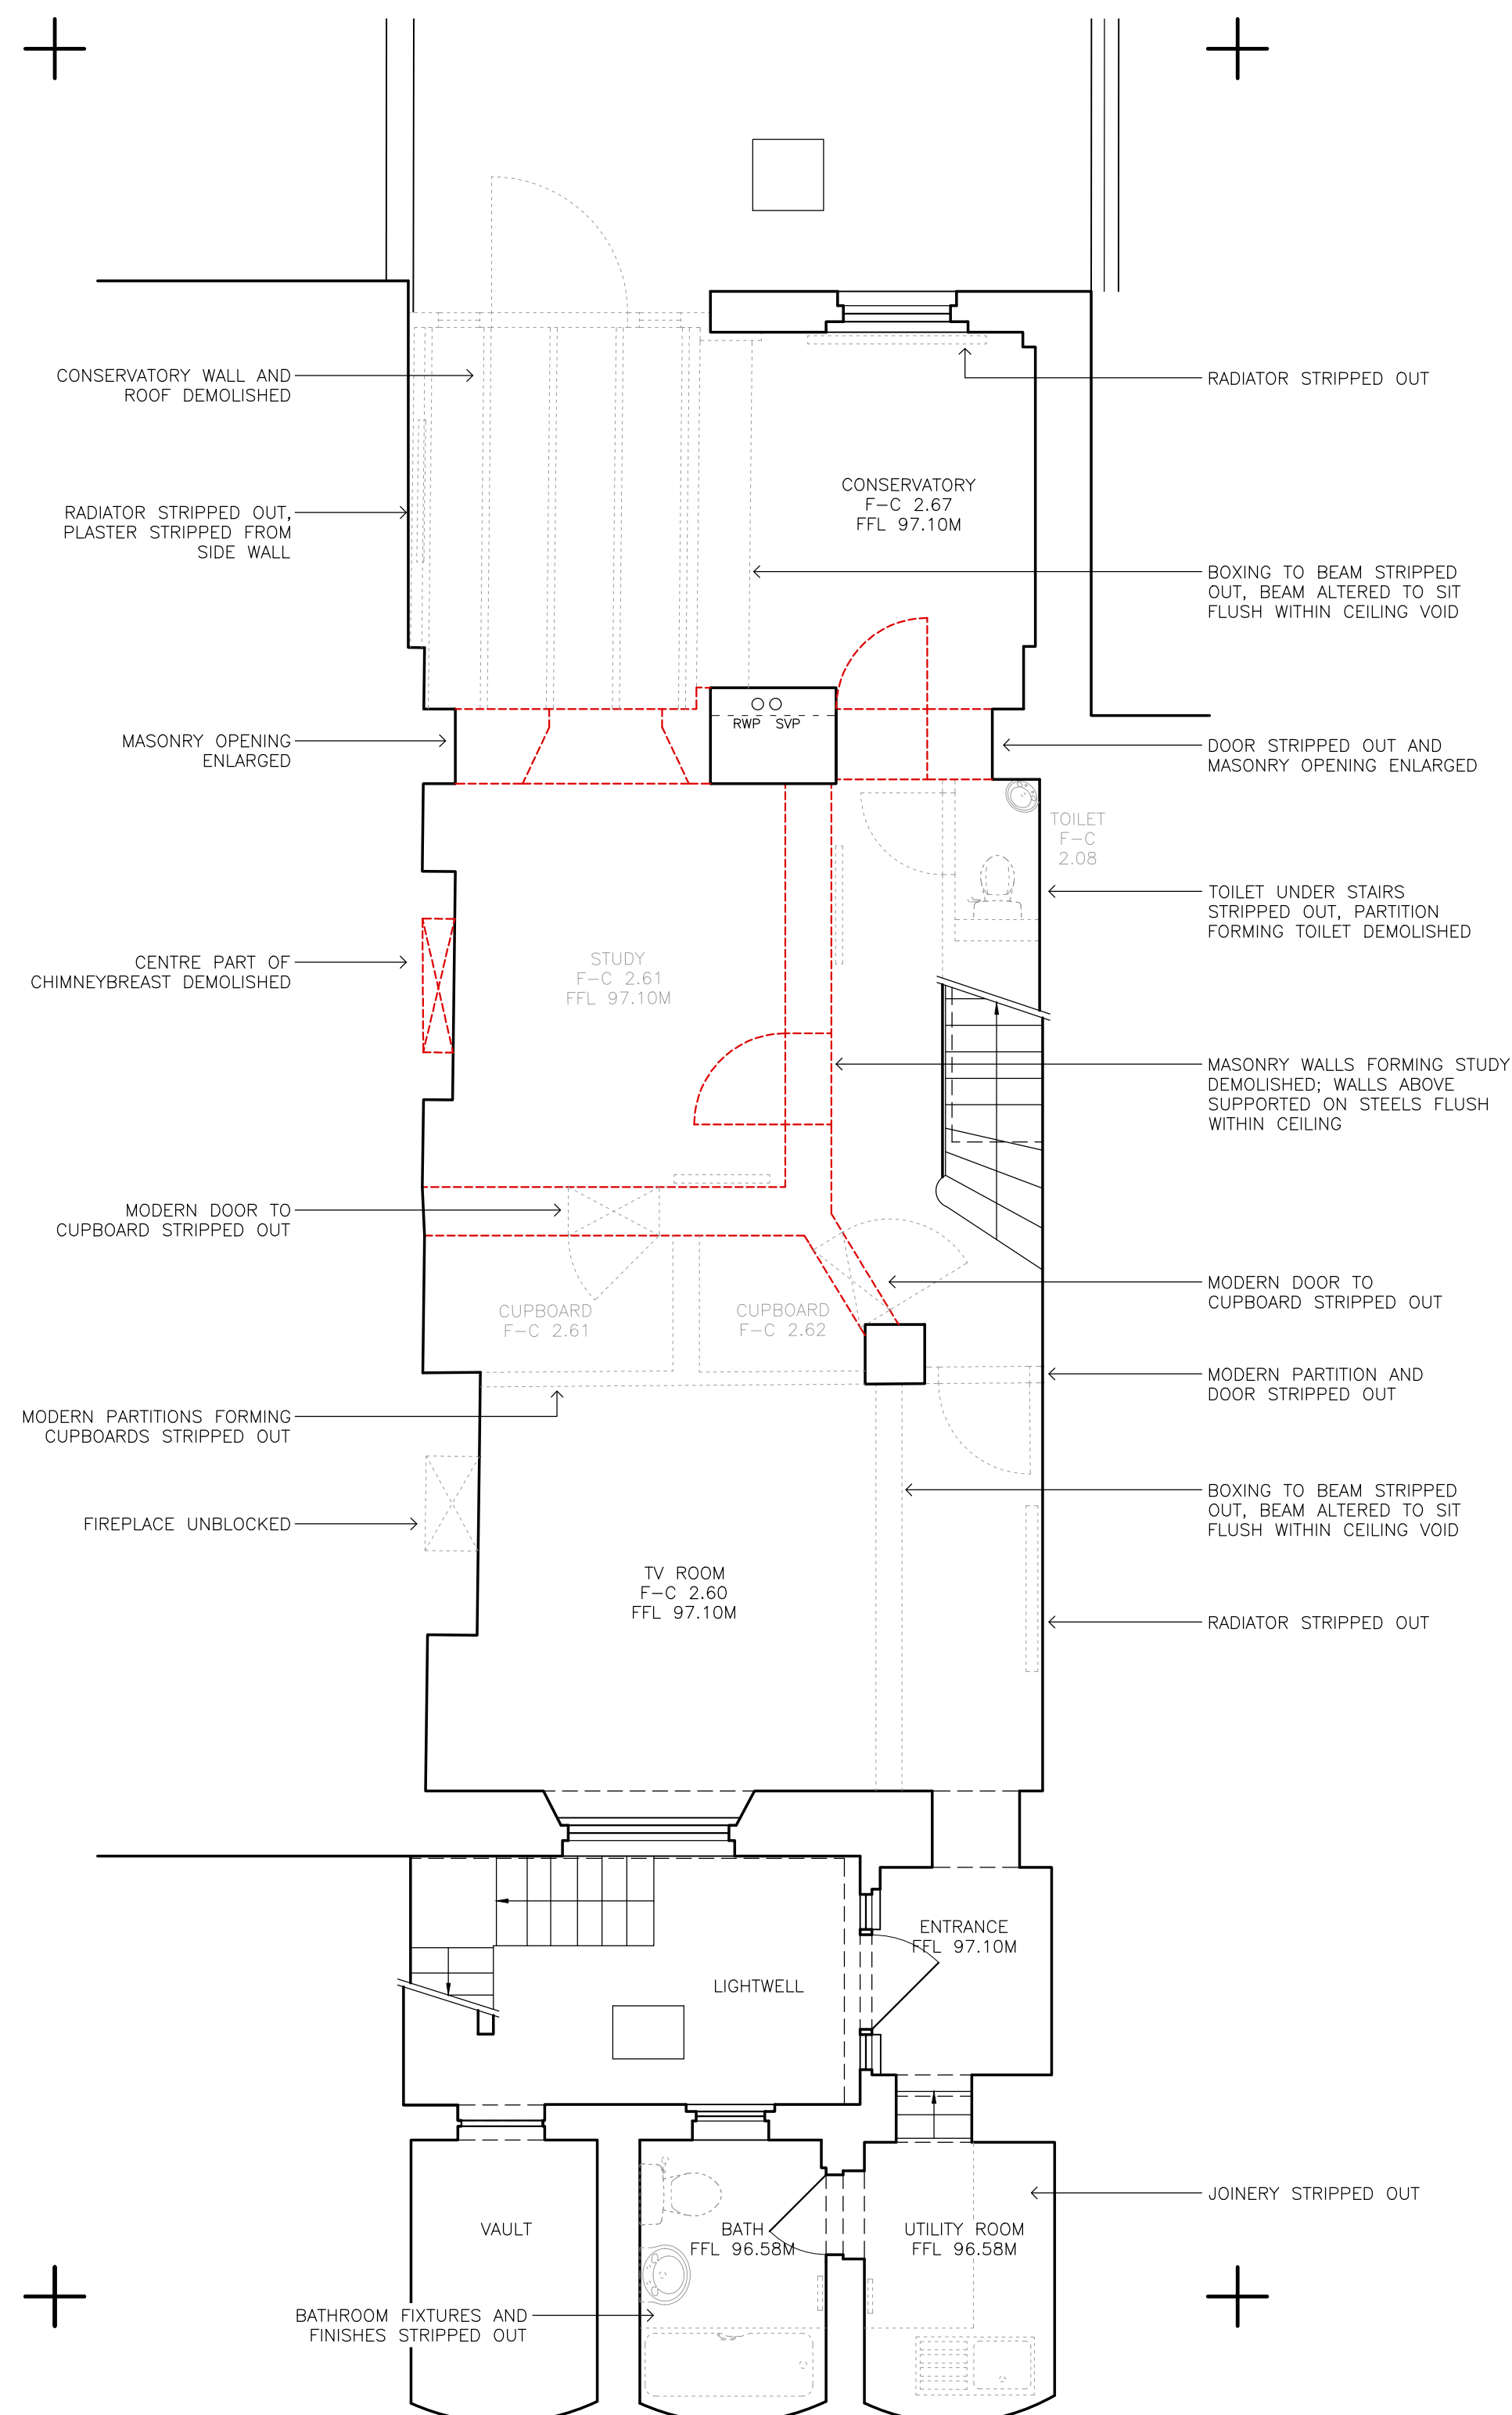 CONSERVATORY WALL AND
ROOF DEMOLISHED
RADIATOR STRIPPED OUT
RADIATOR STRIPPED OUT,
PLASTER STRIPPED FROM
SIDE WALL
CONSERVATORY
F-C 2.67
FFL 97.10M
BOXING TO BEAM STRIPPED
OUT, BEAM ALTERED TO SIT
FLUSH WITHIN CEILING VOID
RWP SVP
MASONRY OPENING
ENLARGED
DOOR STRIPPED OUT AND
MASONRY OPENING ENLARGED
TOILET
F-C
2.08
TOILET UNDER STAIRS
STRIPPED OUT, PARTITION
FORMING TOILET DEMOLISHED
CENTRE PART OF
CHIMNEYBREAST DEMOLISHED
STUDY
F-C 2.61
FFL 97.10M
MASONRY WALLS FORMING STUDY
DEMOLISHED; WALLS ABOVE
SUPPORTED ON STEELS FLUSH
WITHIN CEILING
MODERN DOOR TO
CUPBOARD STRIPPED OUT
MODERN DOOR TO
CUPBOARD STRIPPED OUT
CUPBOARD
F-C 2.61
CUPBOARD
F-C 2.62
MODERN PARTITION AND
DOOR STRIPPED OUT
MODERN PARTITIONS FORMING
CUPBOARDS STRIPPED OUT
BOXING TO BEAM STRIPPED
OUT, BEAM ALTERED TO SIT
FLUSH WITHIN CEILING VOID
FIREPLACE UNBLOCKED
TV ROOM
F-C 2.60
FFL 97.10M
RADIATOR STRIPPED OUT
ENTRANCE
FFL 97.10M
LIGHTWELL
JOINERY STRIPPED OUT
VAULT
BATH
FFL 96.58M
UTILITY ROOM
FFL 96.58M
BATHROOM FIXTURES AND
FINISHES STRIPPED OUT